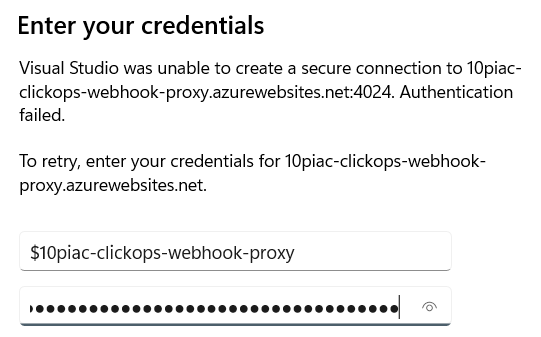 Enter your credentials
Visual Studio was unable to create a secure connection to 10piac-
clickops-webhook-proxy.azurewebsites.net:4024. Authentication
failed.
To retry, enter your credentials for 10piac-clickops-webhook-
proxy.azurewebsites.net.
$10piac-clickops-webhook-proxy